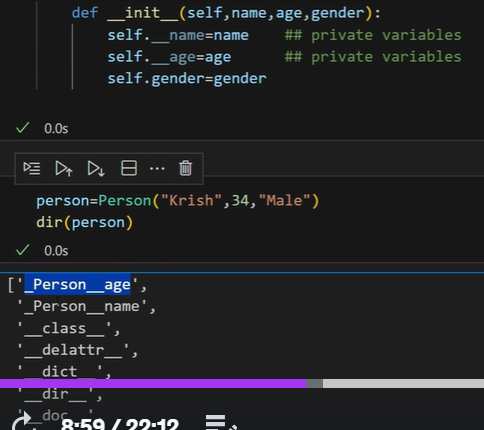 def __init__(self,name,age,gender):
self.__name=name    ## private variables
self.__age=age      ## private variables
self.gender=gender
0.0s
person=Person("Krish",34,"Male")
dir(person)
0.0s
['_Person__age',
'_Person__name',
'__class__',
'__delattr__',
'__dict__',
'__dir__',
'__doc__',
8:59 / 22:12